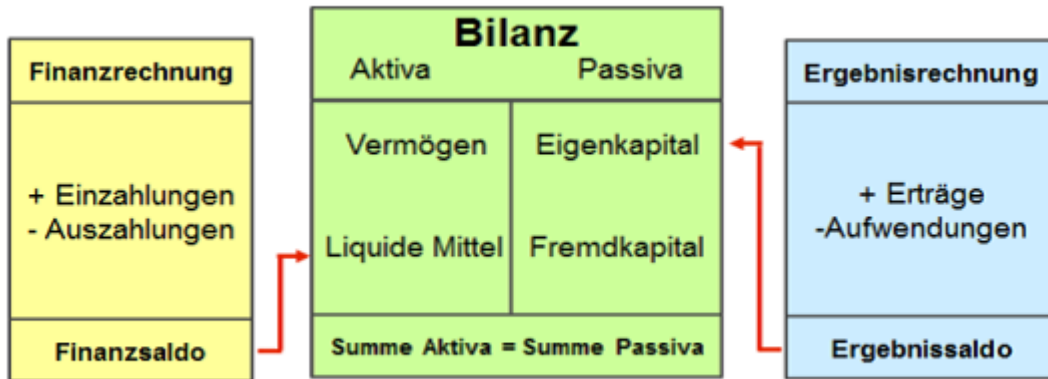 Finanzrechnung
+ Einzahlungen
- Auszahlungen
Finanzsaldo
Bilanz
Aktiva Passiva
Vermögen Eigenkapital
Liquide Mittel Fremdkapital
Summe Aktiva = Summe Passiva
Ergebnisrechnung
+ Erträge
-Aufwendungen
Ergebnissaldo